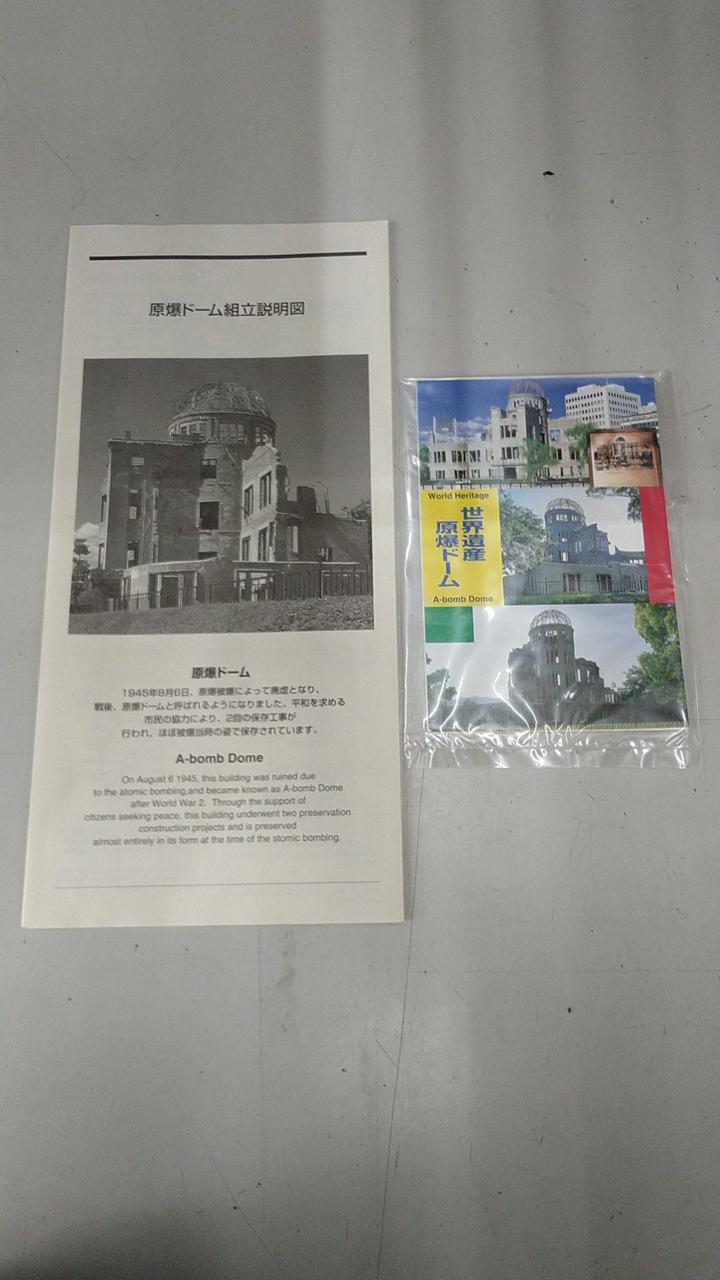 原爆ドーム組立説明図
原爆ドーム
1945年8月6日、原爆被爆によって廃虚となり、
戦後、原爆ドームと呼ばれるようになりました。平和を求める
市民の協力により、2回の保存工事が
行われ、ほぼ被爆当時の姿で保存されています。
A-bomb Dome
On August 6 1945, this building was ruined due
to the atomic bombing,and became known as A-bomb Dome
after World War 2. Through the support of
citizens seeking peace, this building underwent two preservation
construction projects and is preserved
almost entirely in its form at the time of the stomic bombing.
World Heritage
世界遺産
原爆ドーム
A-bomb Dome